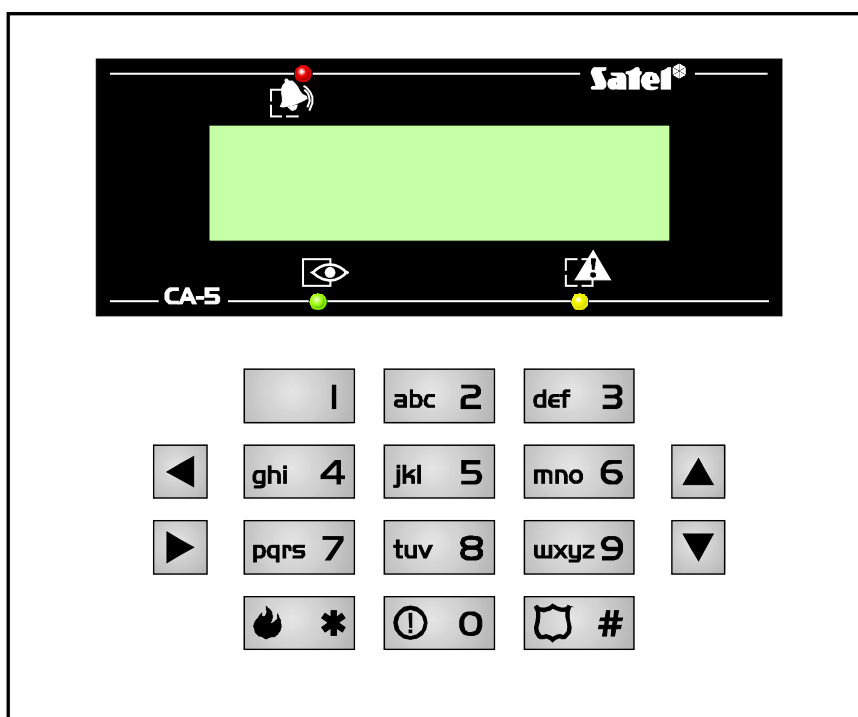 Satel®
CA-5
1 abc 2 def 3
ghi 4 jkl 5 mno 6
pqrs 7 tuv 8 wxyz 9
* 0 #